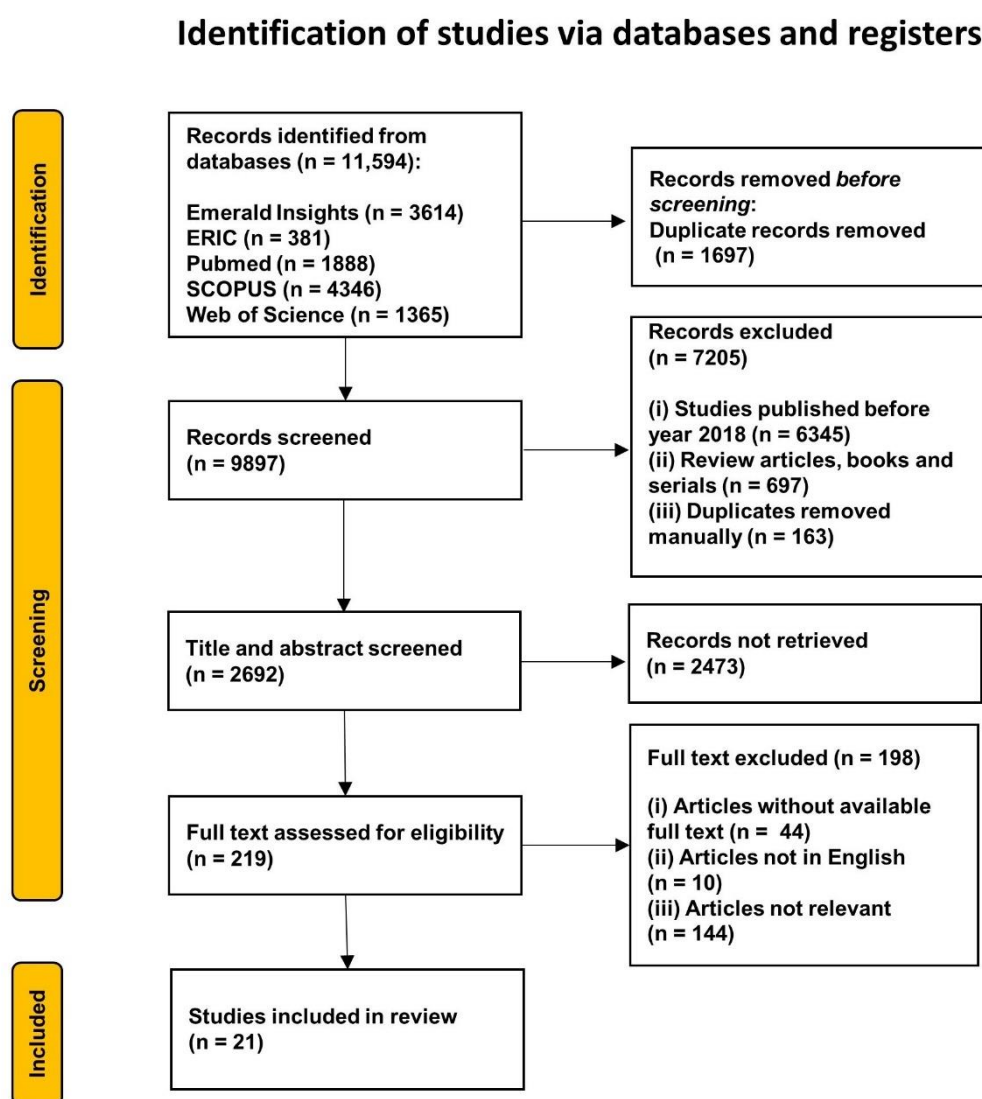 Identification of studies via databases and registers
Identification
Records identified from
databases (n = 11,594):
Emerald Insights (n = 3614)
ERIC (n = 381)
Pubmed (n = 1888)
SCOPUS (n = 4346)
Web of Science (n = 1365)
Records removed before
screening:
Duplicate records removed
(n = 1697)
Screening
Records screened
(n = 9897)
Records excluded
(n = 7205)
(i) Studies published before
year 2018 (n = 6345)
(ii) Review articles, books and
serials (n = 697)
(iii) Duplicates removed
manually (n = 163)
Title and abstract screened
(n = 2692)
Records not retrieved
(n = 2473)
Full text assessed for eligibility
(n = 219)
Full text excluded (n = 198)
(i) Articles without available
full text (n = 44)
(ii) Articles not in English
(n = 10)
(iii) Articles not relevant
(n = 144)
Included
Studies included in review
(n = 21)